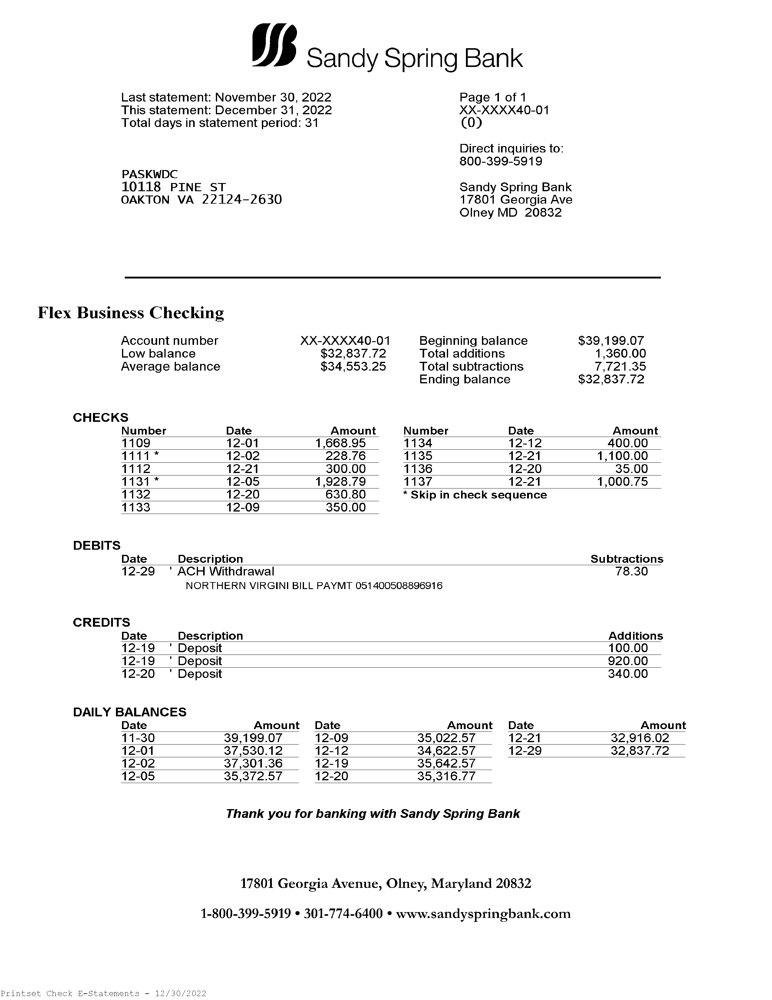 Sandy Spring Bank
Last statement: November 30, 2022
This statement: December 31, 2022
Total days in statement period: 31
Page 1 of 1
XX-XXXX40-01
(0)
Direct inquiries to:
800-399-5919
PASKWDC
10118 PINE ST
OAKTON VA 22124-2630
Sandy Spring Bank
17801 Georgia Ave
Olney MD 20832
Flex Business Checking
Account number XX-XXXX40-01 Beginning balance $39,199.07
Low balance $32,837.72 Total additions 1,360.00
Average balance $34,553.25 Total subtractions 7,721.35
Ending balance $32,837.72
CHECKS
Number Date Amount Number Date Amount
1109 12-01 1,668.95 1134 12-12 400.00
1111 * 12-02 228.76 1135 12-21 1,100.00
1112 12-21 300.00 1136 12-20 35.00
1131 * 12-05 1,928.79 1137 12-21 1,000.75
1132 12-20 630.80 * Skip in check sequence
1133 12-09 350.00
DEBITS
Date Description Subtractions
12-29 ' ACH Withdrawal 78.30
NORTHERN VIRGINI BILL PAYMT 051400508896916
CREDITS
Date Description Additions
12-19 ' Deposit 100.00
12-19 ' Deposit 920.00
12-20 ' Deposit 340.00
DAILY BALANCES
Date Amount Date Amount Date Amount
11-30 39,199.07 12-09 35,022.57 12-21 32,916.02
12-01 37,530.12 12-12 34,622.57 12-29 32,837.72
12-02 37,301.36 12-19 35,642.57
12-05 35,372.57 12-20 35,316.77
Thank you for banking with Sandy Spring Bank
17801 Georgia Avenue, Olney, Maryland 20832
1-800-399-5919 • 301-774-6400 • www.sandyspringbank.com
Printset Check E-Statements - 12/30/2022